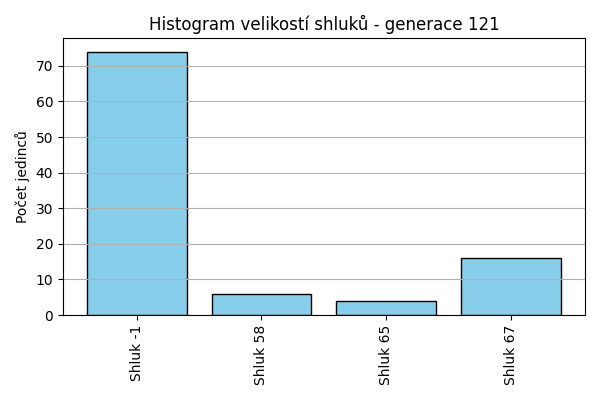 Histogram velikostí shluků - generace 121
Počet jedinců
70
60
50
40
30
20
10
0
Shluk -1
Shluk 58
Shluk 65
Shluk 67